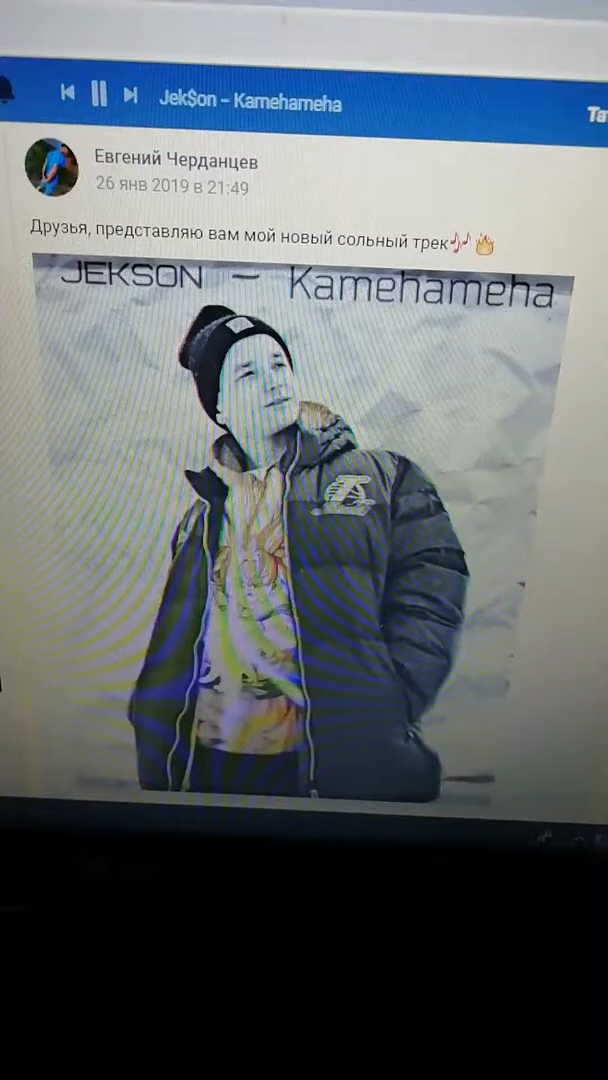 Jek$on – Kamehameha
Та
Евгений Черданцев
26 янв 2019 в 21:49
Друзья, представляю вам мой новый сольный трек🎶🔥
JEKSON – Kamehameha